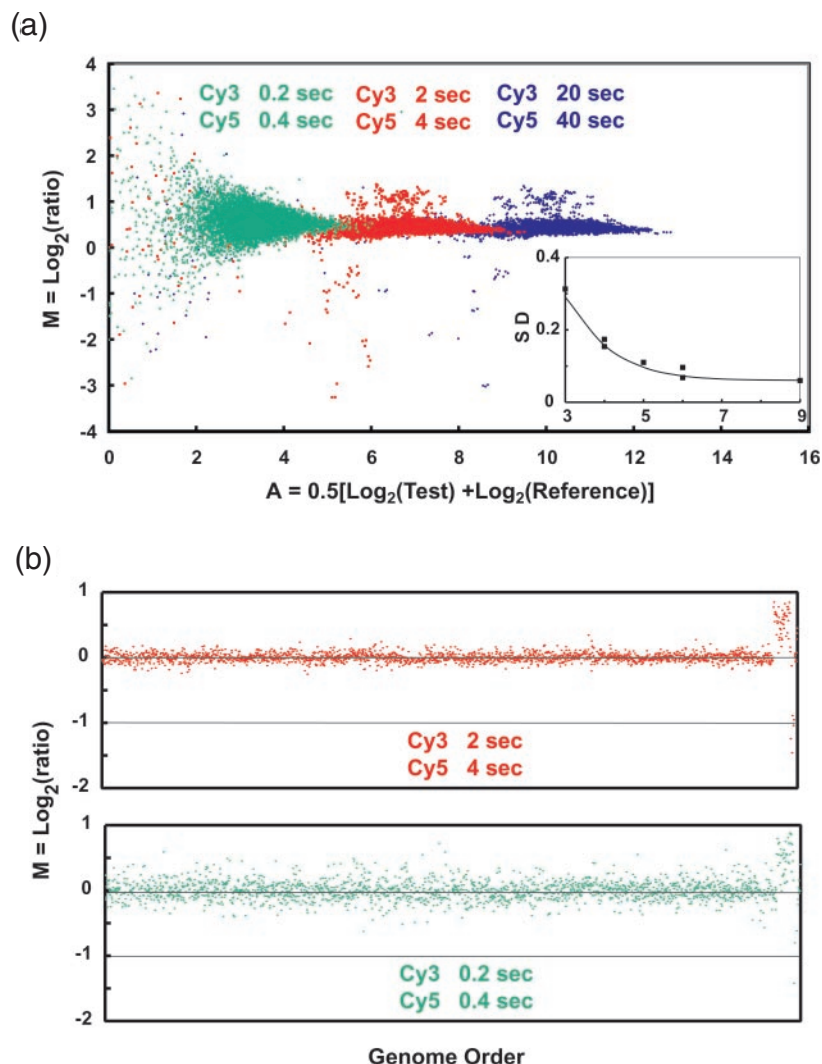 (a)
4
3
2
1
0
-1
-2
-3
-4
M = Log2(ratio)
Cy3 0.2 sec Cy3 2 sec Cy3 20 sec
Cy5 0.4 sec Cy5 4 sec Cy5 40 sec
0.4
0.2
0
S D
3 5 7 9
0 2 4 6 8 10 12 14 16
A = 0.5[Log2(Test) +Log2(Reference)]
(b)
1
0
-1
-2
Cy3 2 sec
Cy5 4 sec
M = Log2(ratio)
1
0
-1
-2
Cy3 0.2 sec
Cy5 0.4 sec
Genome Order